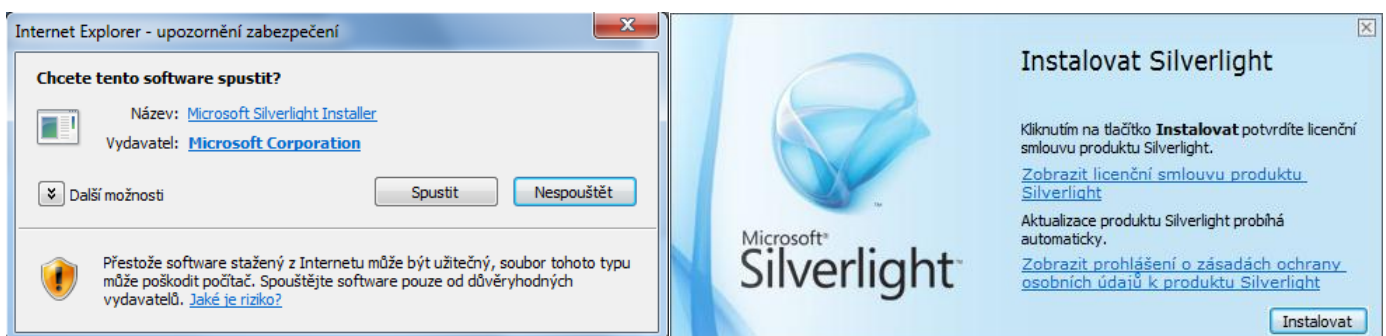 Internet Explorer - upozornění zabezpečení
Chcete tento software spustit?
Název: Microsoft Silverlight Installer
Vydavatel: Microsoft Corporation
Další možnosti
Spustit
Nespouštět
Přestože software stažený z Internetu může být užitečný, soubor tohoto typu
může poškodit počítač. Spouštějte software pouze od důvěryhodných
vydavatelů. Jaké je riziko?
Microsoft®
Silverlight™
Instalovat Silverlight
Kliknutím na tlačítko Instalovat potvrdíte licenční
smlouvu produktu Silverlight.
Zobrazit licenční smlouvu produktu
Silverlight
Aktualizace produktu Silverlight probíhá
automaticky.
Zobrazit prohlášení o zásadách ochrany
osobních údajů k produktu Silverlight
Instalovat